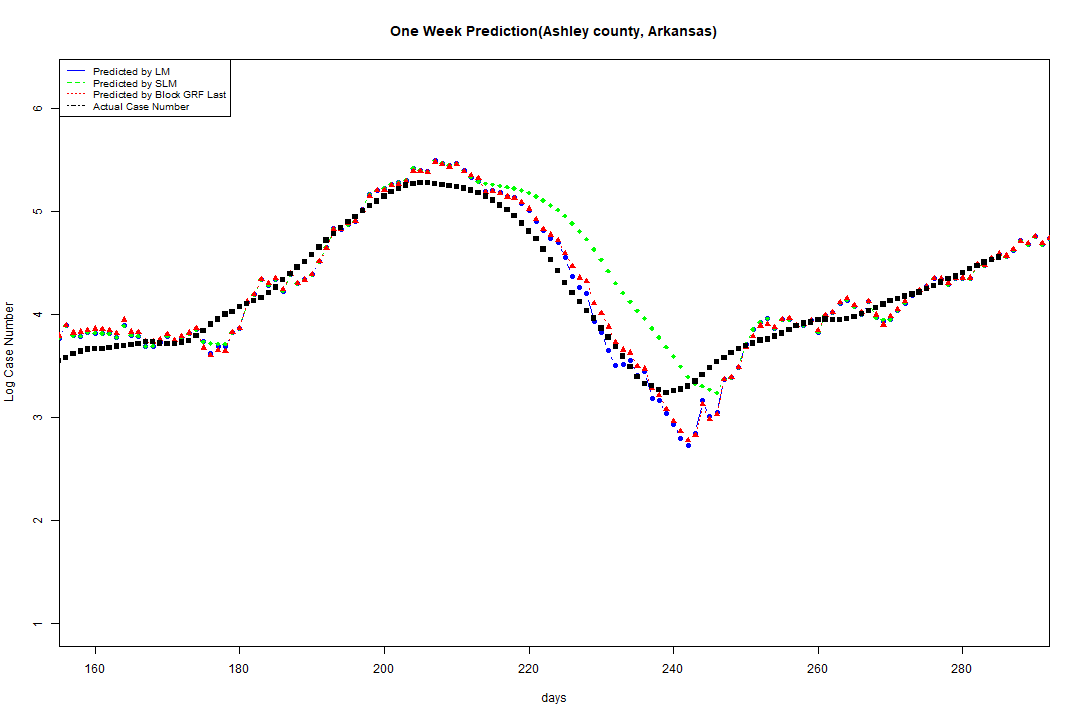 One Week Prediction(Ashley county, Arkansas)
Predicted by LM
Predicted by SLM
Predicted by Block GRF Last
Actual Case Number
6
5
4
3
2
1
Log Case Number
160 180 200 220 240 260 280
days